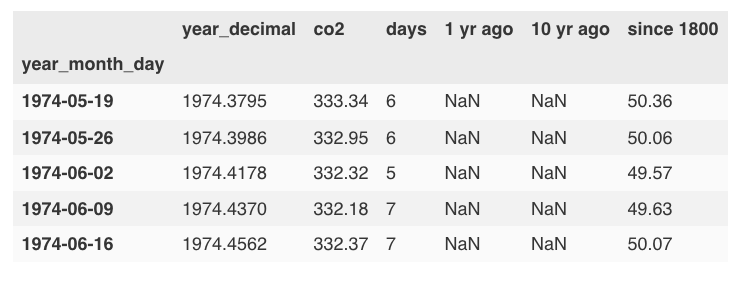 year_decimal co2 days 1 yr ago 10 yr ago since 1800
year_month_day
1974-05-19 1974.3795 333.34 6 NaN NaN 50.36
1974-05-26 1974.3986 332.95 6 NaN NaN 50.06
1974-06-02 1974.4178 332.32 5 NaN NaN 49.57
1974-06-09 1974.4370 332.18 7 NaN NaN 49.63
1974-06-16 1974.4562 332.37 7 NaN NaN 50.07